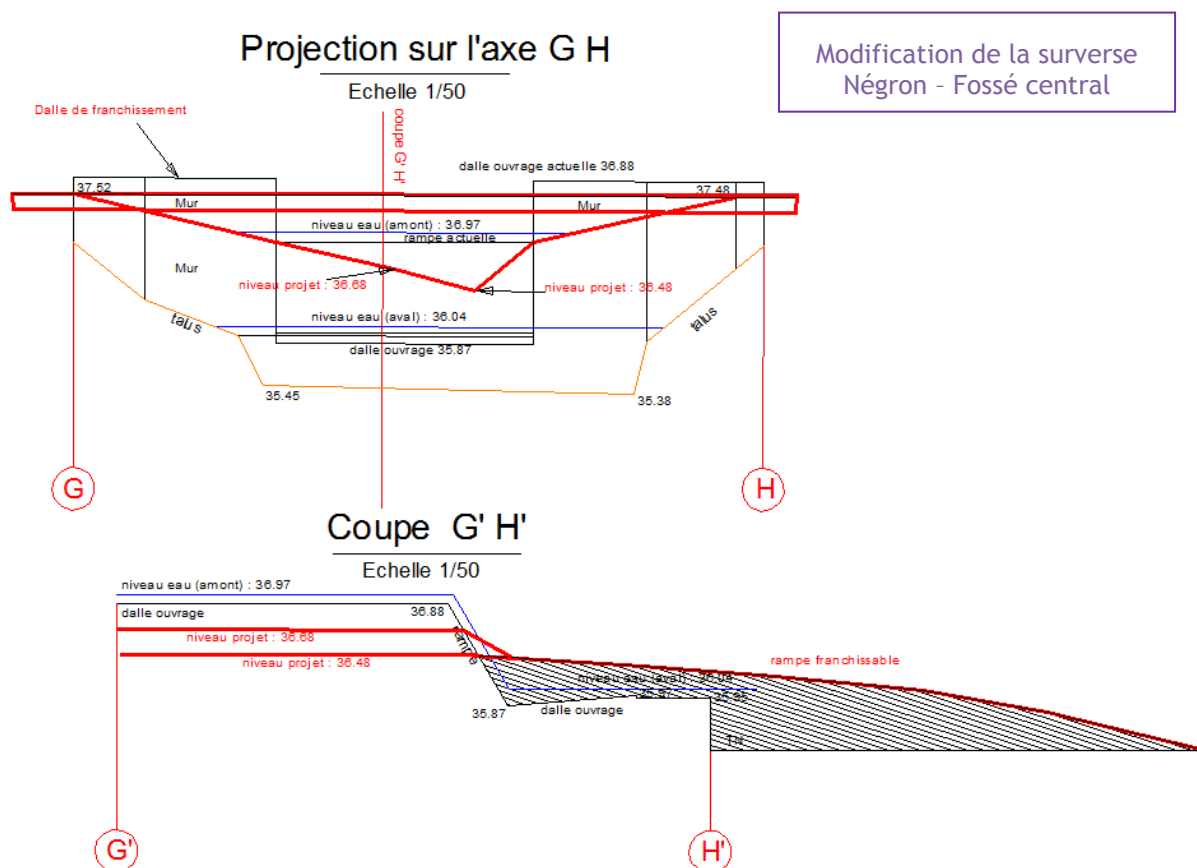 Projection sur l'axe G H
Echelle 1/50
Modification de la surverse
Négron – Fossé central
Dalle de franchissement
coupe G' H'
dalle ouvrage actuelle 36.88
37.52
37.48
Mur
Mur
niveau eau (amont) : 36.97
rampe actuelle
Mur
niveau projet : 36.68
niveau projet : 36.48
talus
niveau eau (aval) : 36.04
talus
dalle ouvrage 35.87
35.45
35.38
G
H
Coupe G' H'
Echelle 1/50
niveau eau (amont) : 36.97
dalle ouvrage
36.88
rampe
niveau projet : 36.68
niveau projet : 36.48
rampe franchissable
niveau eau (aval) : 36.04
35.97
35.95
35.87
dalle ouvrage
TN
G'
H'